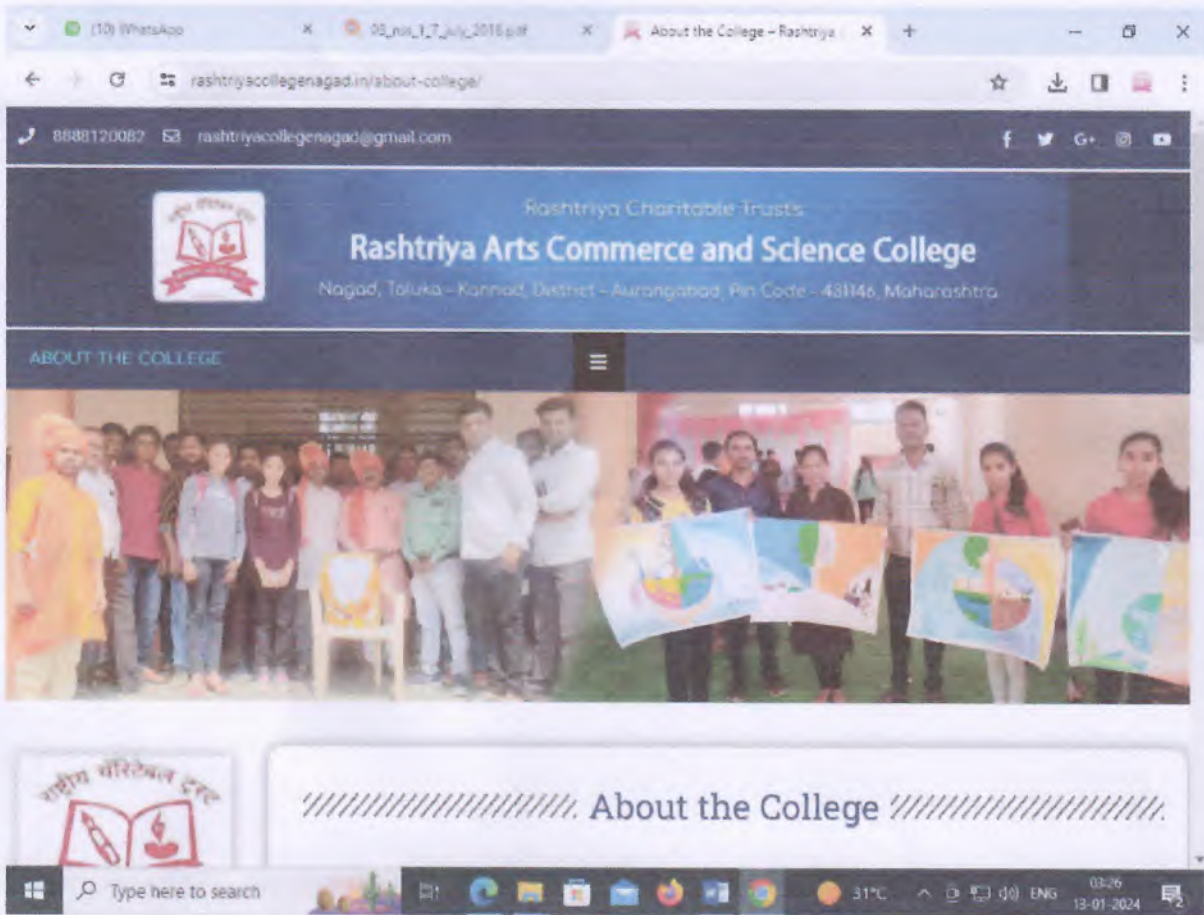 (10) WhatsApp
03_nss_1_7_july_2016.pdf
About the College – Rashtriya
rashtriyacollegenagad.in/about-college/
8888120082 rashtriyacollegenagad@gmail.com
Rashtriya Charitable Trusts
Rashtriya Arts Commerce and Science College
Nagad, Taluka - Kannad, District - Aurangabad, Pin Code - 431146, Maharashtra
ABOUT THE COLLEGE
राष्ट्रीय चॅरिटेबल ट्रस्ट
About the College
Type here to search
31°C
ENG
03:26
13-01-2024